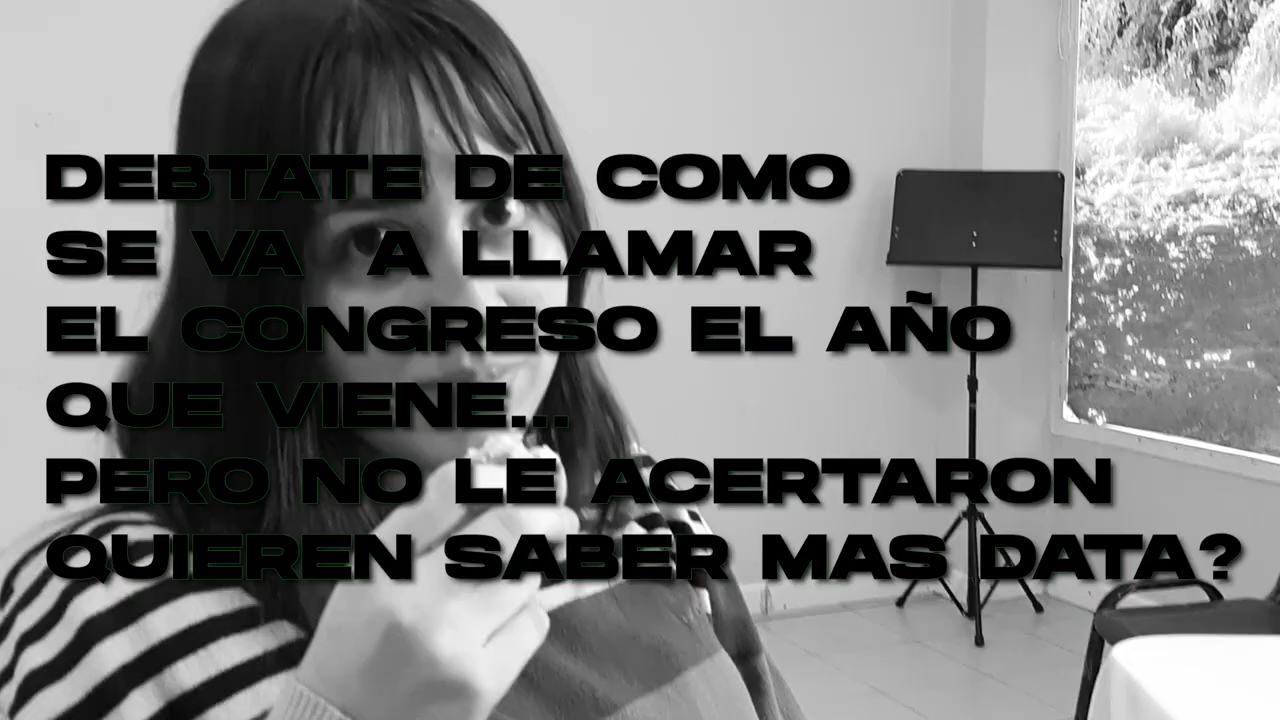 DEBTATE DE COMO
SE VA A LLAMAR
EL CONGRESO EL AÑO
QUE VIENE...
PERO NO LE ACERTARON
QUIEREN SABER MAS DATA?